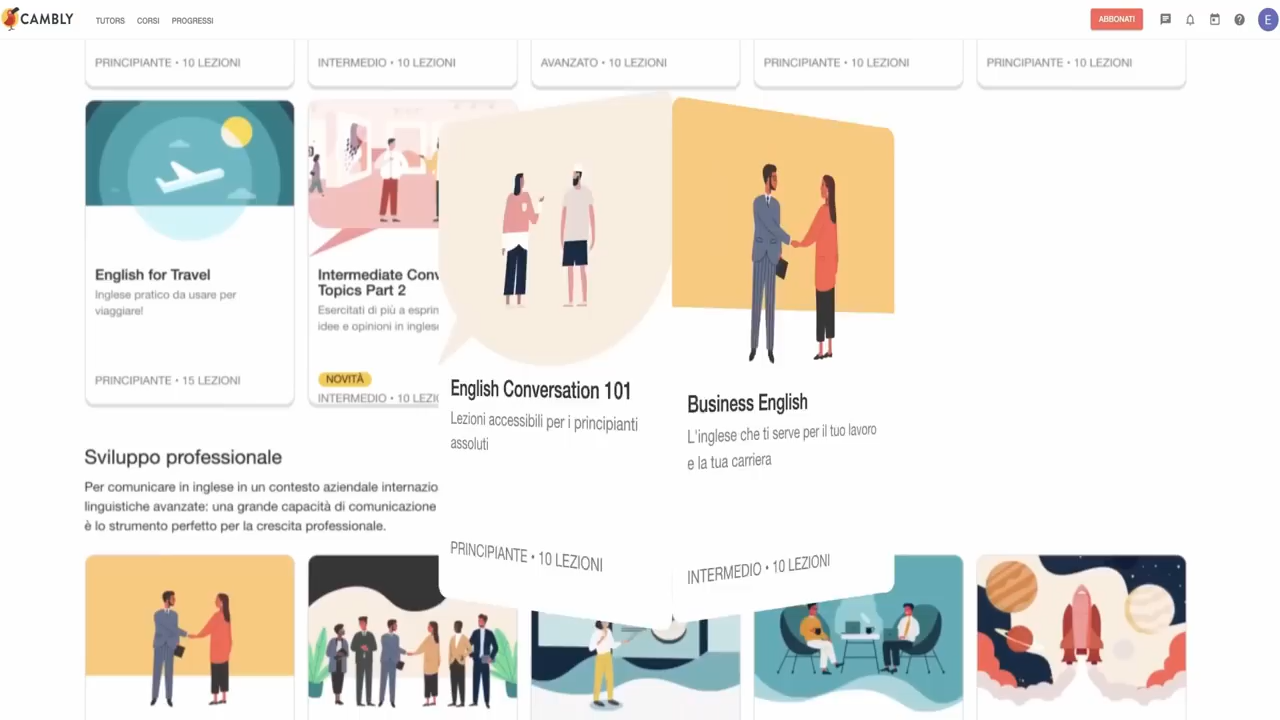 CAMBLY
TUTORS CORSI PROGRESSI
ABBONATI
E
PRINCIPIANTE • 10 LEZIONI
INTERMEDIO • 10 LEZIONI
AVANZATO • 10 LEZIONI
PRINCIPIANTE • 10 LEZIONI
PRINCIPIANTE • 10 LEZIONI
English for Travel
Inglese pratico da usare per
viaggiare!
PRINCIPIANTE • 15 LEZIONI
Intermediate Conv
Topics Part 2
Esercitati di più a esprim
idee e opinioni in inglese
NOVITÀ
INTERMEDIO • 10 LEZIO
English Conversation 101
Lezioni accessibili per i principianti
assoluti
PRINCIPIANTE • 10 LEZIONI
Business English
L'inglese che ti serve per il tuo lavoro
e la tua carriera
INTERMEDIO • 10 LEZIONI
Sviluppo professionale
Per comunicare in inglese in un contesto aziendale internazio
linguistiche avanzate: una grande capacità di comunicazione
è lo strumento perfetto per la crescita professionale.